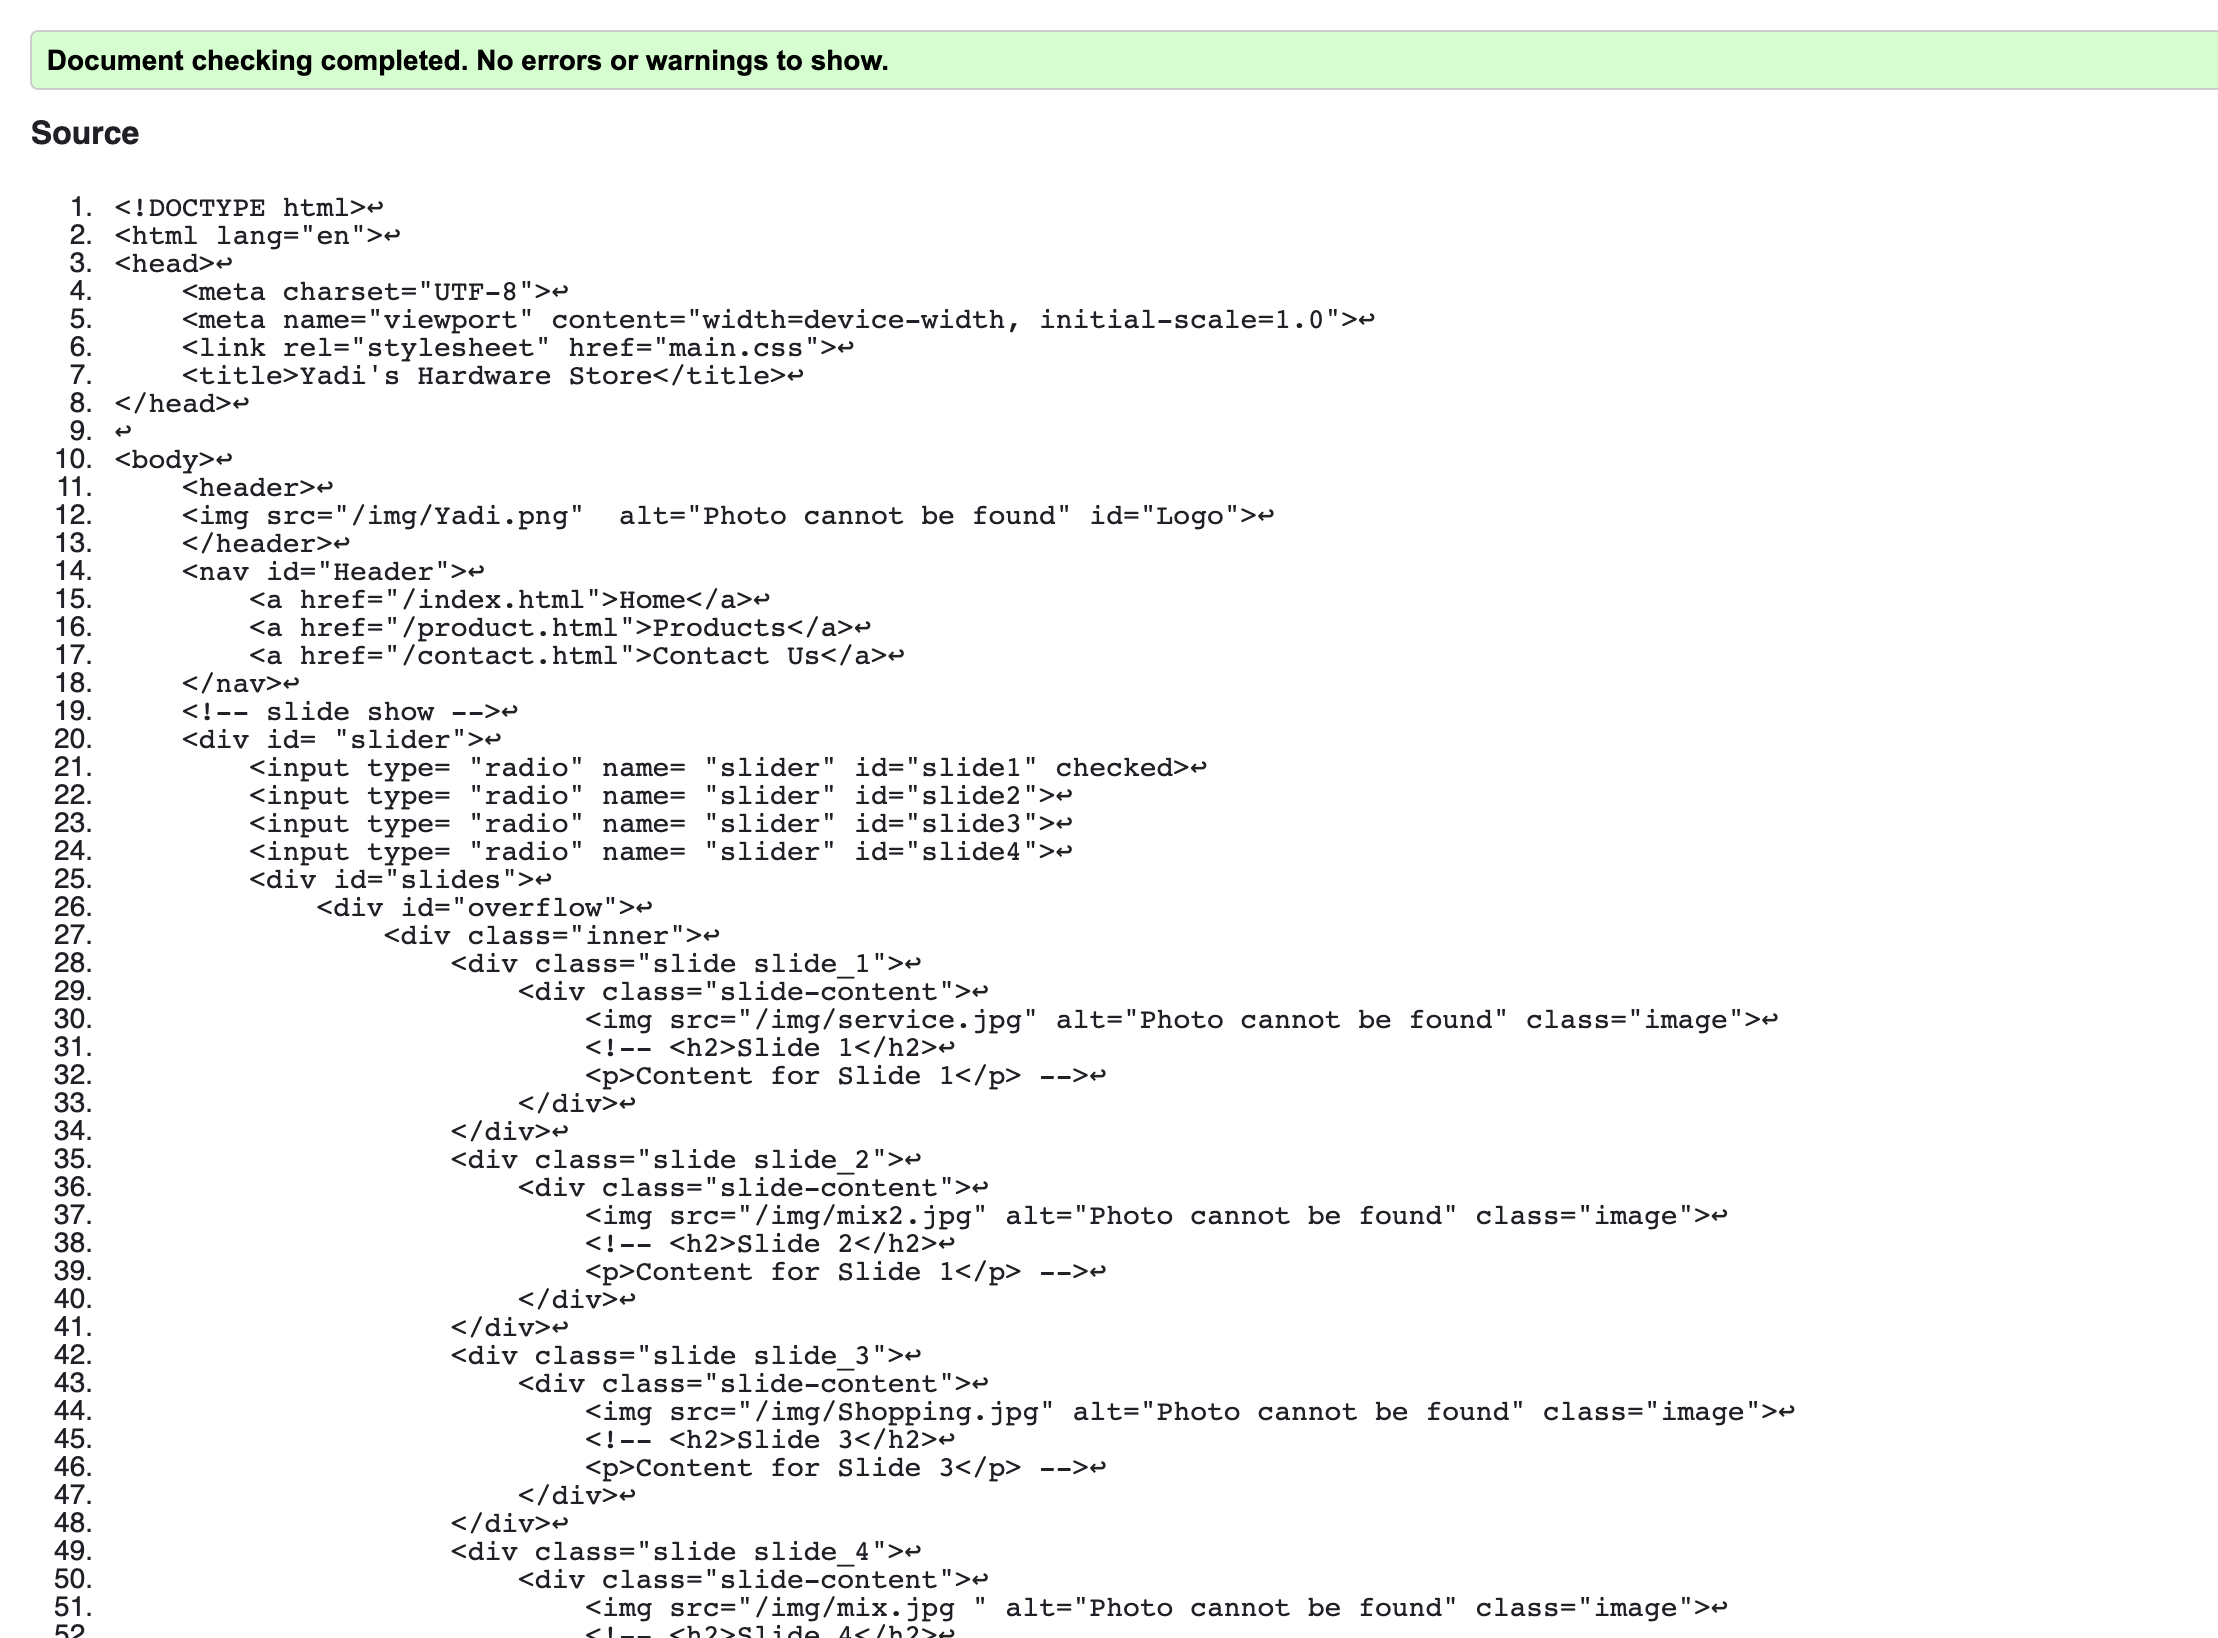 Document checking completed. No errors or warnings to show.
Source
1. <!DOCTYPE html>↩
2. <html lang="en">↩
3. <head>↩
4.     <meta charset="UTF-8">↩
5.     <meta name="viewport" content="width=device-width, initial-scale=1.0">↩
6.     <link rel="stylesheet" href="main.css">↩
7.     <title>Yadi's Hardware Store</title>↩
8. </head>↩
9. ↩
10. <body>↩
11.     <header>↩
12.     <img src="/img/Yadi.png"  alt="Photo cannot be found" id="Logo">↩
13.     </header>↩
14.     <nav id="Header">↩
15.         <a href="/index.html">Home</a>↩
16.         <a href="/product.html">Products</a>↩
17.         <a href="/contact.html">Contact Us</a>↩
18.     </nav>↩
19.     <!-- slide show -->↩
20.     <div id= "slider">↩
21.         <input type= "radio" name= "slider" id="slide1" checked>↩
22.         <input type= "radio" name= "slider" id="slide2">↩
23.         <input type= "radio" name= "slider" id="slide3">↩
24.         <input type= "radio" name= "slider" id="slide4">↩
25.         <div id="slides">↩
26.             <div id="overflow">↩
27.                 <div class="inner">↩
28.                     <div class="slide slide_1">↩
29.                         <div class="slide-content">↩
30.                             <img src="/img/service.jpg" alt="Photo cannot be found" class="image">↩
31.                             <!-- <h2>Slide 1</h2>↩
32.                             <p>Content for Slide 1</p> -->↩
33.                         </div>↩
34.                     </div>↩
35.                     <div class="slide slide_2">↩
36.                         <div class="slide-content">↩
37.                             <img src="/img/mix2.jpg" alt="Photo cannot be found" class="image">↩
38.                             <!-- <h2>Slide 2</h2>↩
39.                             <p>Content for Slide 1</p> -->↩
40.                         </div>↩
41.                     </div>↩
42.                     <div class="slide slide_3">↩
43.                         <div class="slide-content">↩
44.                             <img src="/img/Shopping.jpg" alt="Photo cannot be found" class="image">↩
45.                             <!-- <h2>Slide 3</h2>↩
46.                             <p>Content for Slide 3</p> -->↩
47.                         </div>↩
48.                     </div>↩
49.                     <div class="slide slide_4">↩
50.                         <div class="slide-content">↩
51.                             <img src="/img/mix.jpg " alt="Photo cannot be found" class="image">↩
52.                             <!-- <h2>Slide 4</h2>↩